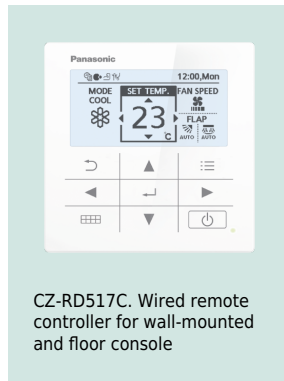 Panasonic
12:00,Mon
MODE
COOL
SET TEMP.
FAN SPEED
23
°C
FLAP
AUTO
AUTO
CZ-RD517C. Wired remote
controller for wall-mounted
and floor console